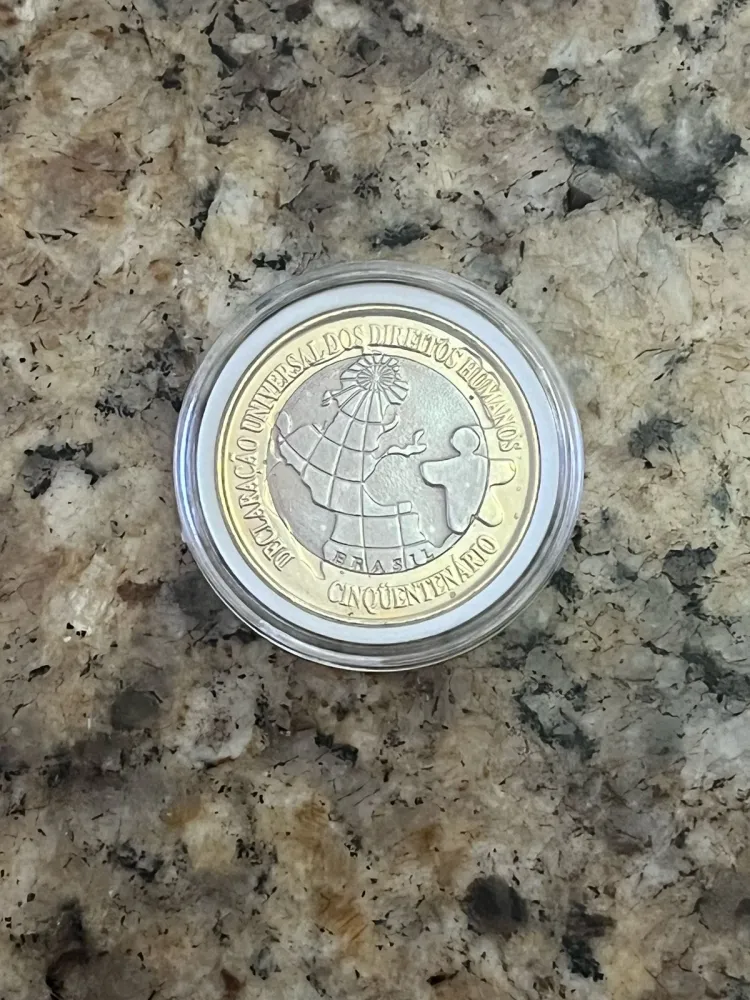 DECLARAÇÃO UNIVERSAL DOS DIREITOS HUMANOS
BRASIL
CINQÜENTENÁRIO